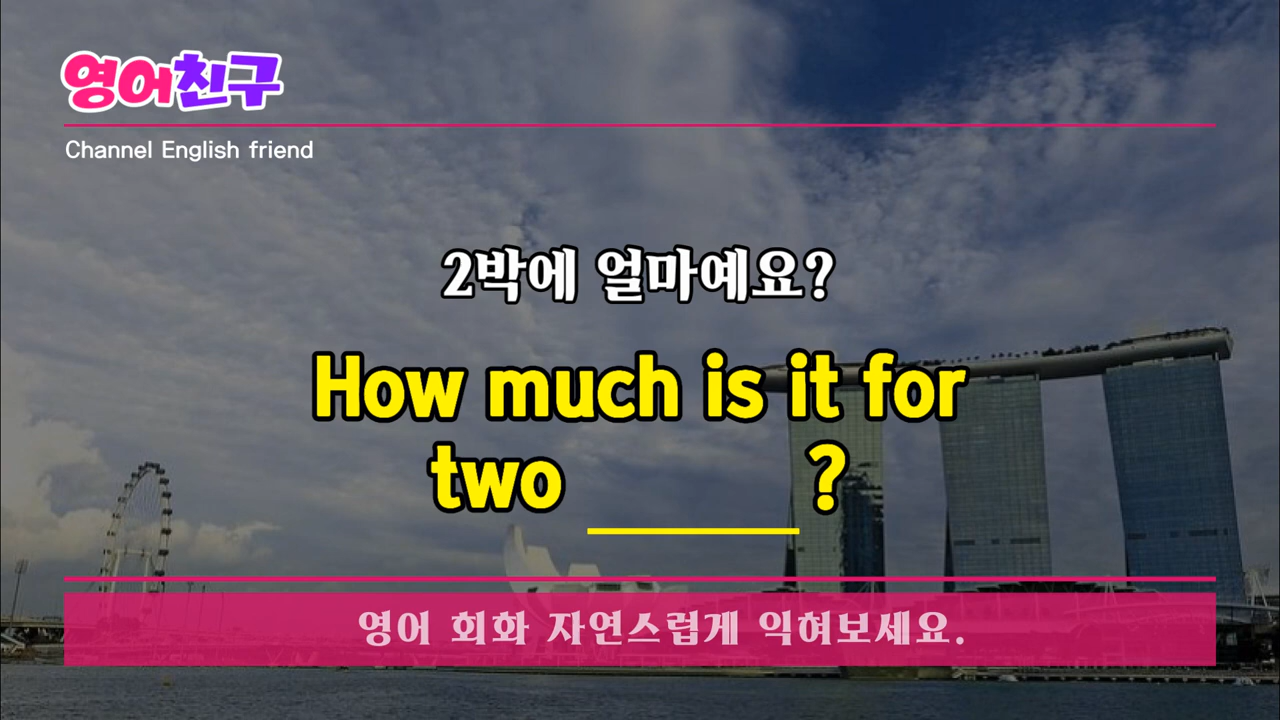 영어친구
Channel English friend
2박에 얼마예요?
How much is it for
two ______?
영어 회화 자연스럽게 익혀보세요.